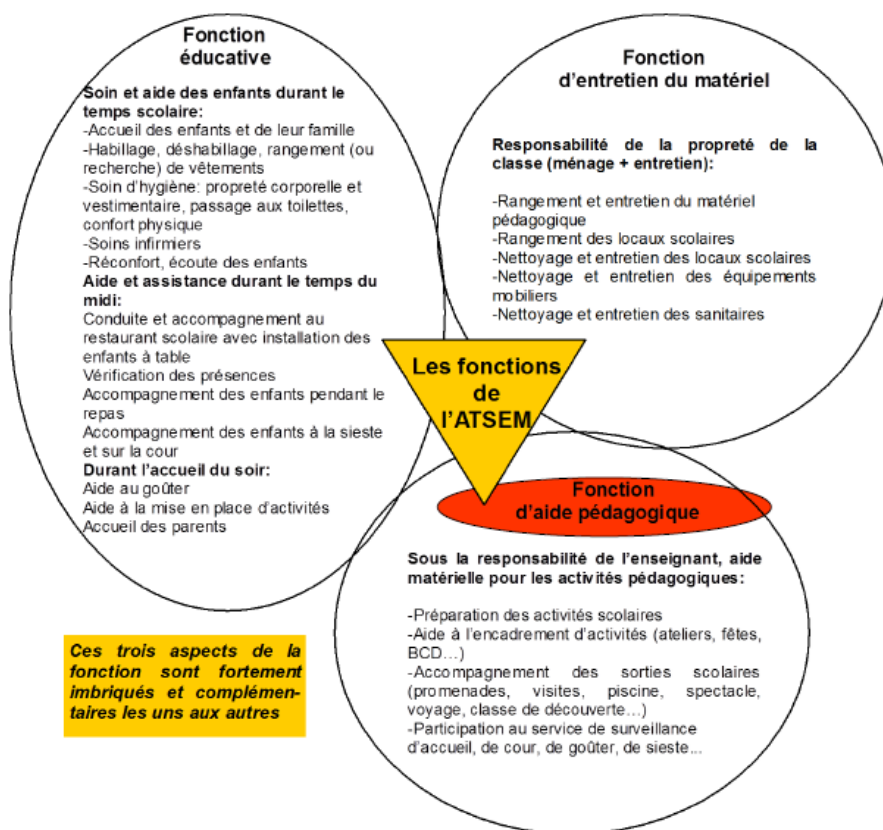 Fonction
éducative
Soin et aide des enfants durant le
temps scolaire:
-Accueil des enfants et de leur famille
-Habillage, déshabillage, rangement (ou
recherche) de vêtements
-Soin d'hygiène: propreté corporelle et
vestimentaire, passage aux toilettes,
confort physique
-Soins infirmiers
-Réconfort, écoute des enfants
Aide et assistance durant le temps du
midi:
Conduite et accompagnement au
restaurant scolaire avec installation des
enfants à table
Vérification des présences
Accompagnement des enfants pendant le
repas
Accompagnement des enfants à la sieste
et sur la cour
Durant l'accueil du soir:
Aide au goûter
Aide à la mise en place d'activités
Accueil des parents
Fonction
d'entretien du matériel
Responsabilité de la propreté de la
classe (ménage + entretien):
-Rangement et entretien du matériel
pédagogique
-Rangement des locaux scolaires
-Nettoyage et entretien des locaux scolaires
-Nettoyage et entretien des équipements
mobiliers
-Nettoyage et entretien des sanitaires
Les fonctions
de
l'ATSEM
Fonction
d'aide pédagogique
Sous la responsabilité de l'enseignant, aide
matérielle pour les activités pédagogiques:
-Préparation des activités scolaires
-Aide à l'encadrement d'activités (ateliers, fêtes,
BCD…)
-Accompagnement des sorties scolaires
(promenades, visites, piscine, spectacle,
voyage, classe de découverte…)
-Participation au service de surveillance
d'accueil, de cour, de goûter, de sieste...
Ces trois aspects de la
fonction sont fortement
imbriqués et complémen-
taires les uns aux autres